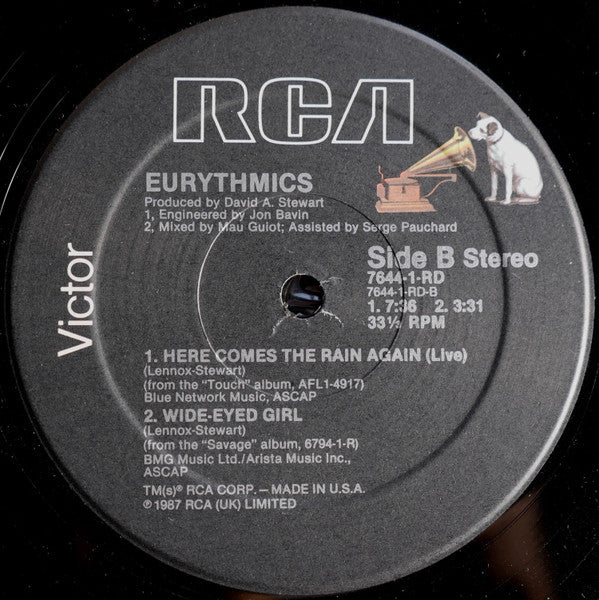 RCA
Victor
EURYTHMICS
Produced by David A. Stewart
1, Engineered by Jon Bavin
2, Mixed by Mau Guiot; Assisted by Serge Pauchard
Side B Stereo
7644-1-RD
7644-1-RD-B
1. 7:36 2. 3:31
33⅓ RPM
1. HERE COMES THE RAIN AGAIN (Live)
(Lennox-Stewart)
(from the "Touch" album, AFL1-4917)
Blue Network Music, ASCAP
2. WIDE-EYED GIRL
(Lennox-Stewart)
(from the "Savage" album, 6794-1-R)
BMG Music Ltd./Arista Music Inc.,
ASCAP
TM(s)® RCA CORP. – MADE IN U.S.A.
℗ 1987 RCA (UK) LIMITED